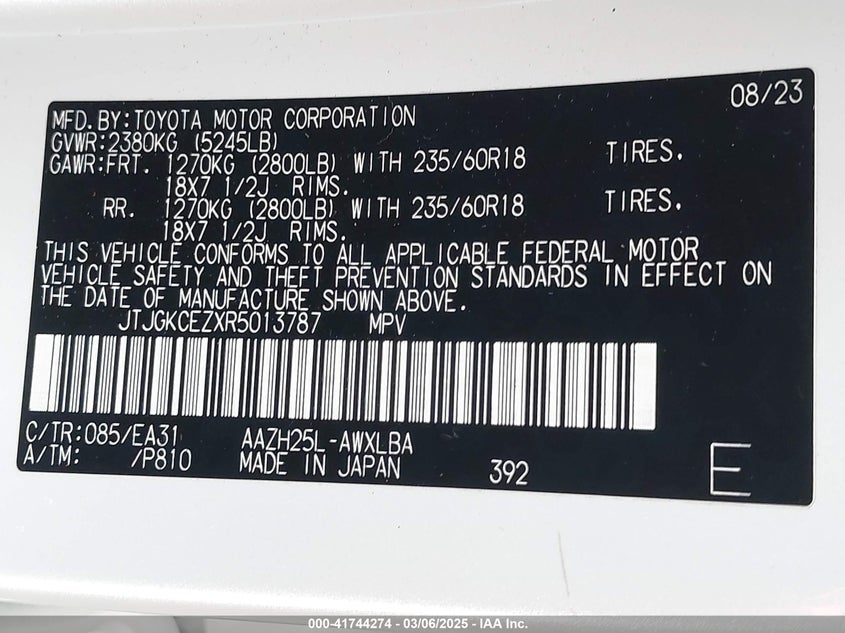 08/23
MFD.BY:TOYOTA MOTOR CORPORATION
GVWR:2380KG (5245LB)
GAWR:FRT. 1270KG (2800LB) WITH 235/60R18 TIRES.
18X7 1/2J RIMS.
RR. 1270KG (2800LB) WITH 235/60R18 TIRES.
18X7 1/2J RIMS.
THIS VEHICLE CONFORMS TO ALL APPLICABLE FEDERAL MOTOR
VEHICLE SAFETY AND THEFT PREVENTION STANDARDS IN EFFECT ON
THE DATE OF MANUFACTURE SHOWN ABOVE.
JTJGKCEZXR5013787 MPV
C/TR:085/EA31 AAZH25L-AWXLBA
A/TM: /P810 MADE IN JAPAN 392 E
000-41744274 - 03/06/2025 - IAA Inc.